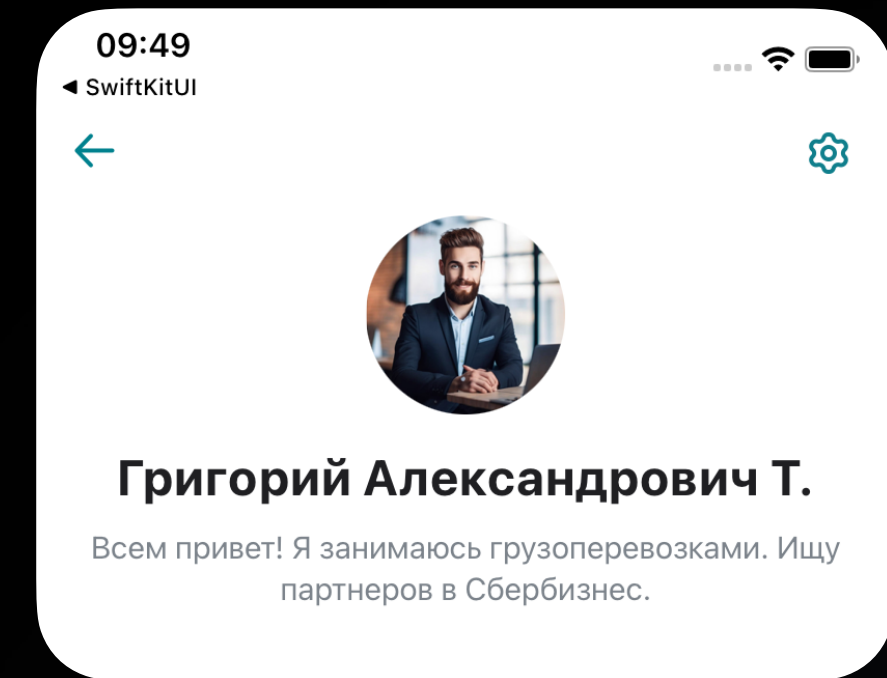 09:49
◀ SwiftKitUI
Григорий Александрович Т.
Всем привет! Я занимаюсь грузоперевозками. Ищу
партнеров в Сбербизнес.